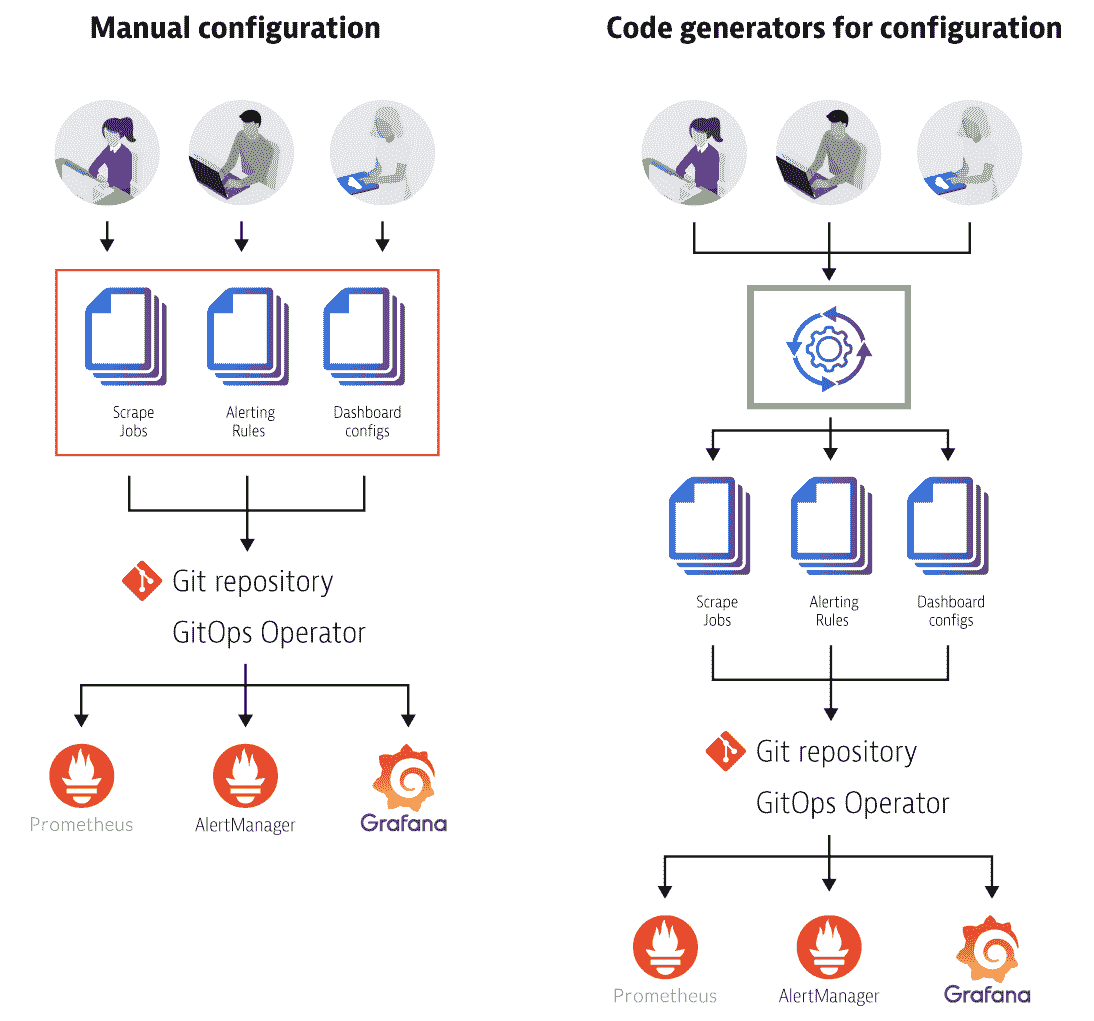 Manual configuration
Scrape
Jobs
Alerting
Rules
Dashboard
configs
Git repository
GitOps Operator
Prometheus
AlertManager
Grafana
Code generators for configuration
Scrape
Jobs
Alerting
Rules
Dashboard
configs
Git repository
GitOps Operator
Prometheus
AlertManager
Grafana